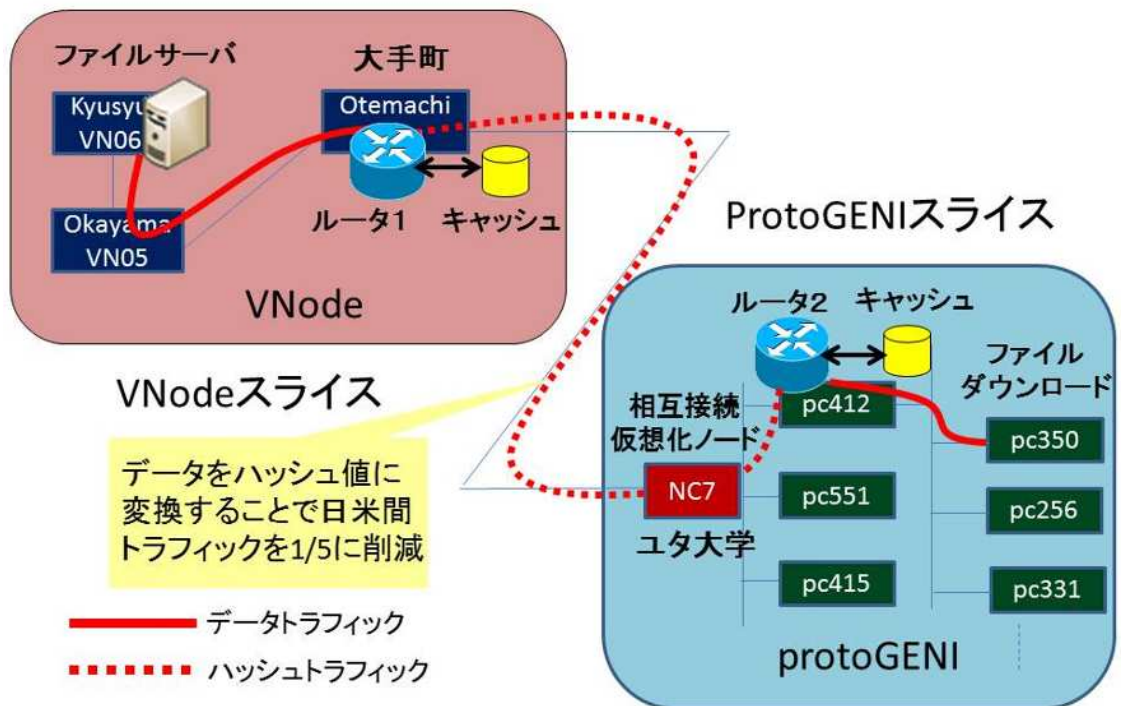 ファイルサーバ
大手町
Kyusyu
VN06
Otemachi
ルータ1
キャッシュ
Okayama
VN05
VNode
ProtoGENIスライス
ルータ2
キャッシュ
ファイル
ダウンロード
VNodeスライス
相互接続
仮想化ノード
pc412
pc350
データをハッシュ値に
変換することで日米間
トラフィックを1/5に削減
NC7
pc551
pc256
ユタ大学
pc415
pc331
protoGENI
データトラフィック
ハッシュトラフィック